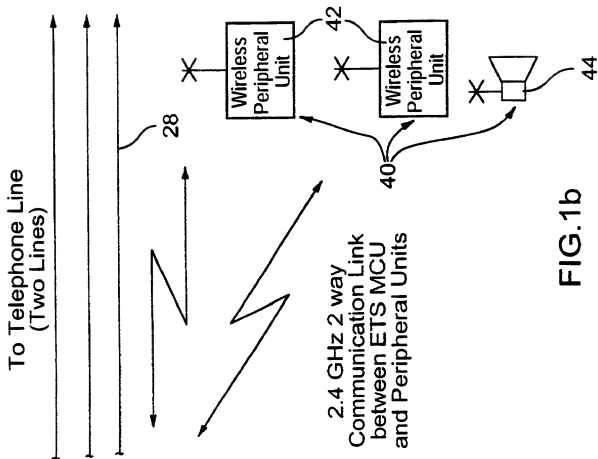 To Telephone Line
(Two Lines)
28
Wireless
Peripheral
Unit
42
Wireless
Peripheral
Unit
40
44
2.4 GHz 2 way
Communication Link
between ETS MCU
and Peripheral Units
FIG.1b